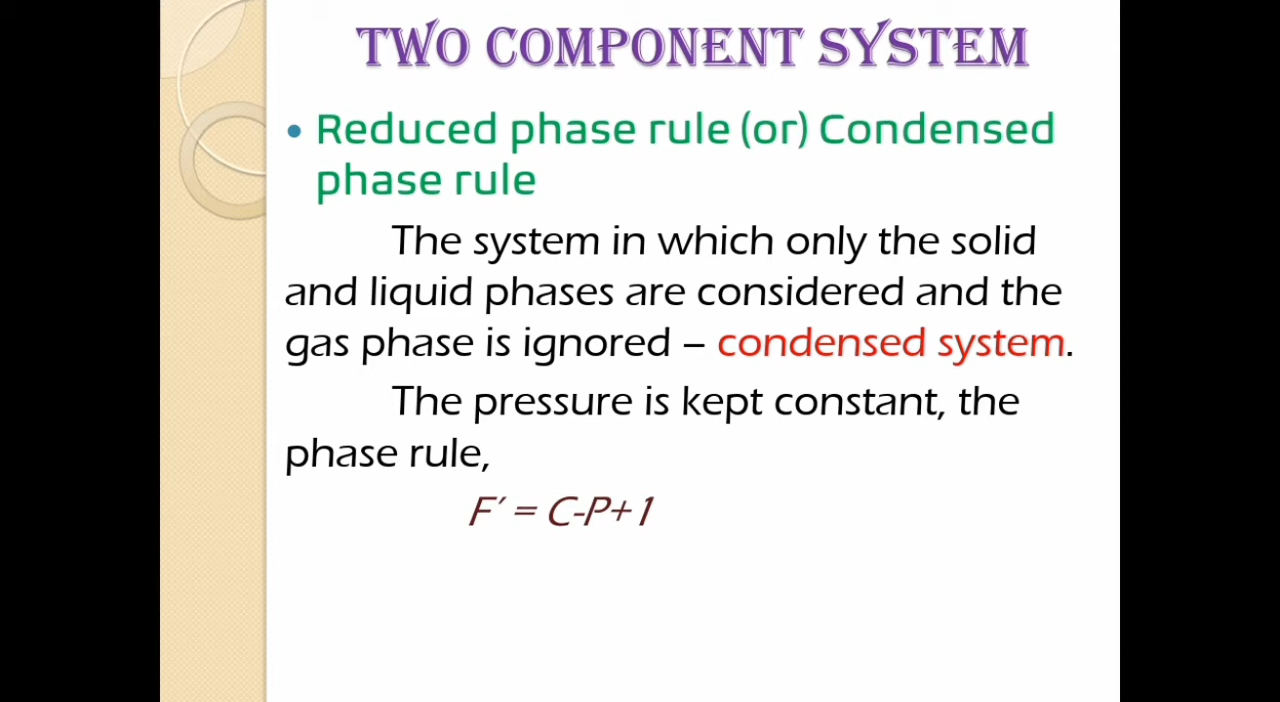 TWO COMPONENT SYSTEM
• Reduced phase rule (or) Condensed
phase rule
The system in which only the solid
and liquid phases are considered and the
gas phase is ignored – condensed system.
The pressure is kept constant, the
phase rule,
F’ = C-P+1